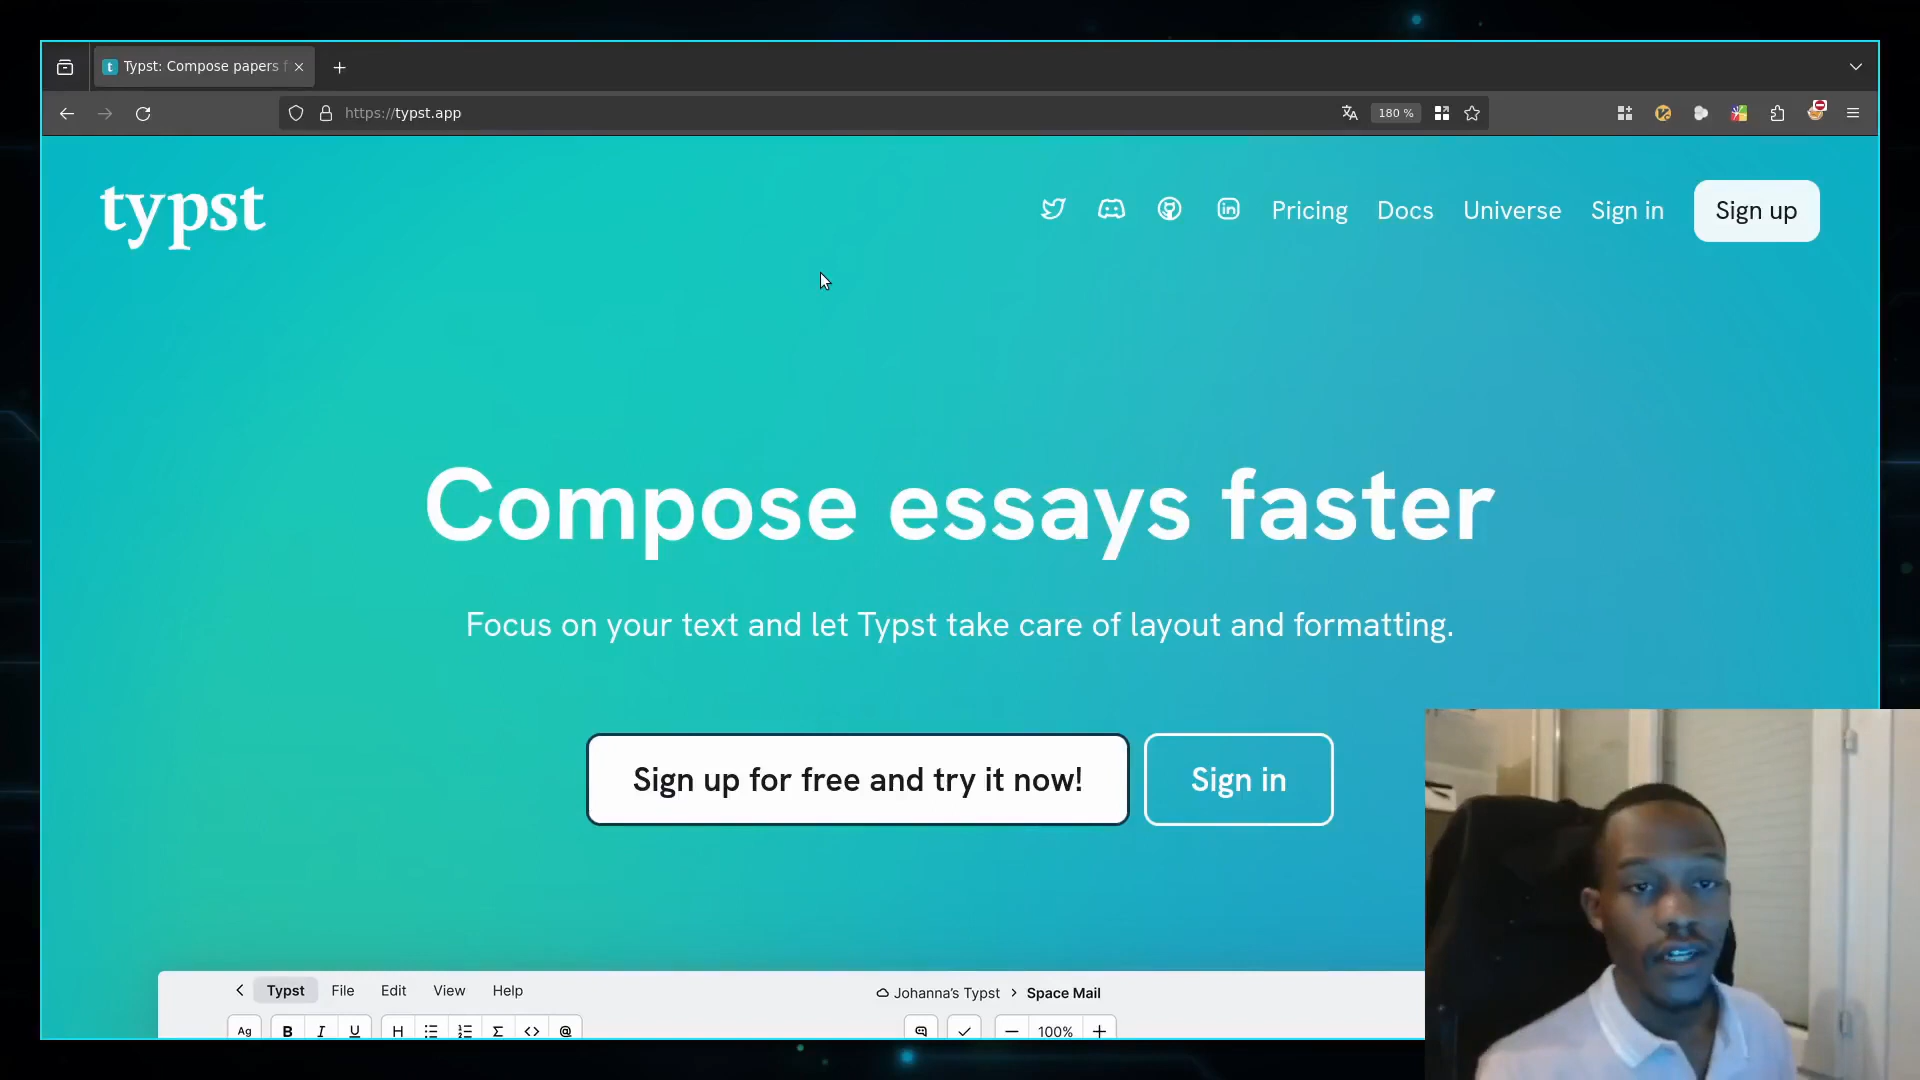 Typst: Compose papers f
https://typst.app
180 %
typst
Pricing
Docs
Universe
Sign in
Sign up
Compose essays faster
Focus on your text and let Typst take care of layout and formatting.
Sign up for free and try it now!
Sign in
Typst
File
Edit
View
Help
Johanna's Typst > Space Mail
Ag
B
I
U
H
Σ
<>
@
100%